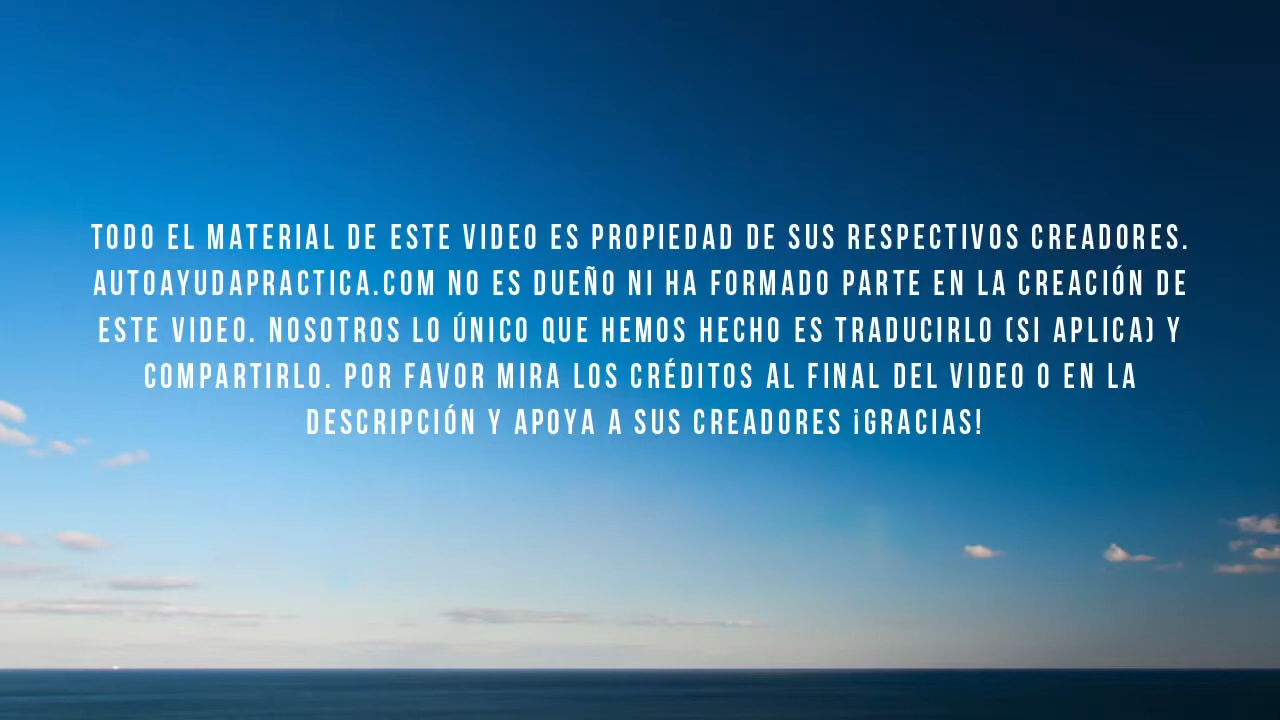 TODO EL MATERIAL DE ESTE VIDEO ES PROPIEDAD DE SUS RESPECTIVOS CREADORES.
AUTOAYUDAPRACTICA.COM NO ES DUEÑO NI HA FORMADO PARTE EN LA CREACIÓN DE
ESTE VIDEO. NOSOTROS LO ÚNICO QUE HEMOS HECHO ES TRADUCIRLO (SI APLICA) Y
COMPARTIRLO. POR FAVOR MIRA LOS CRÉDITOS AL FINAL DEL VIDEO O EN LA
DESCRIPCIÓN Y APOYA A SUS CREADORES ¡GRACIAS!